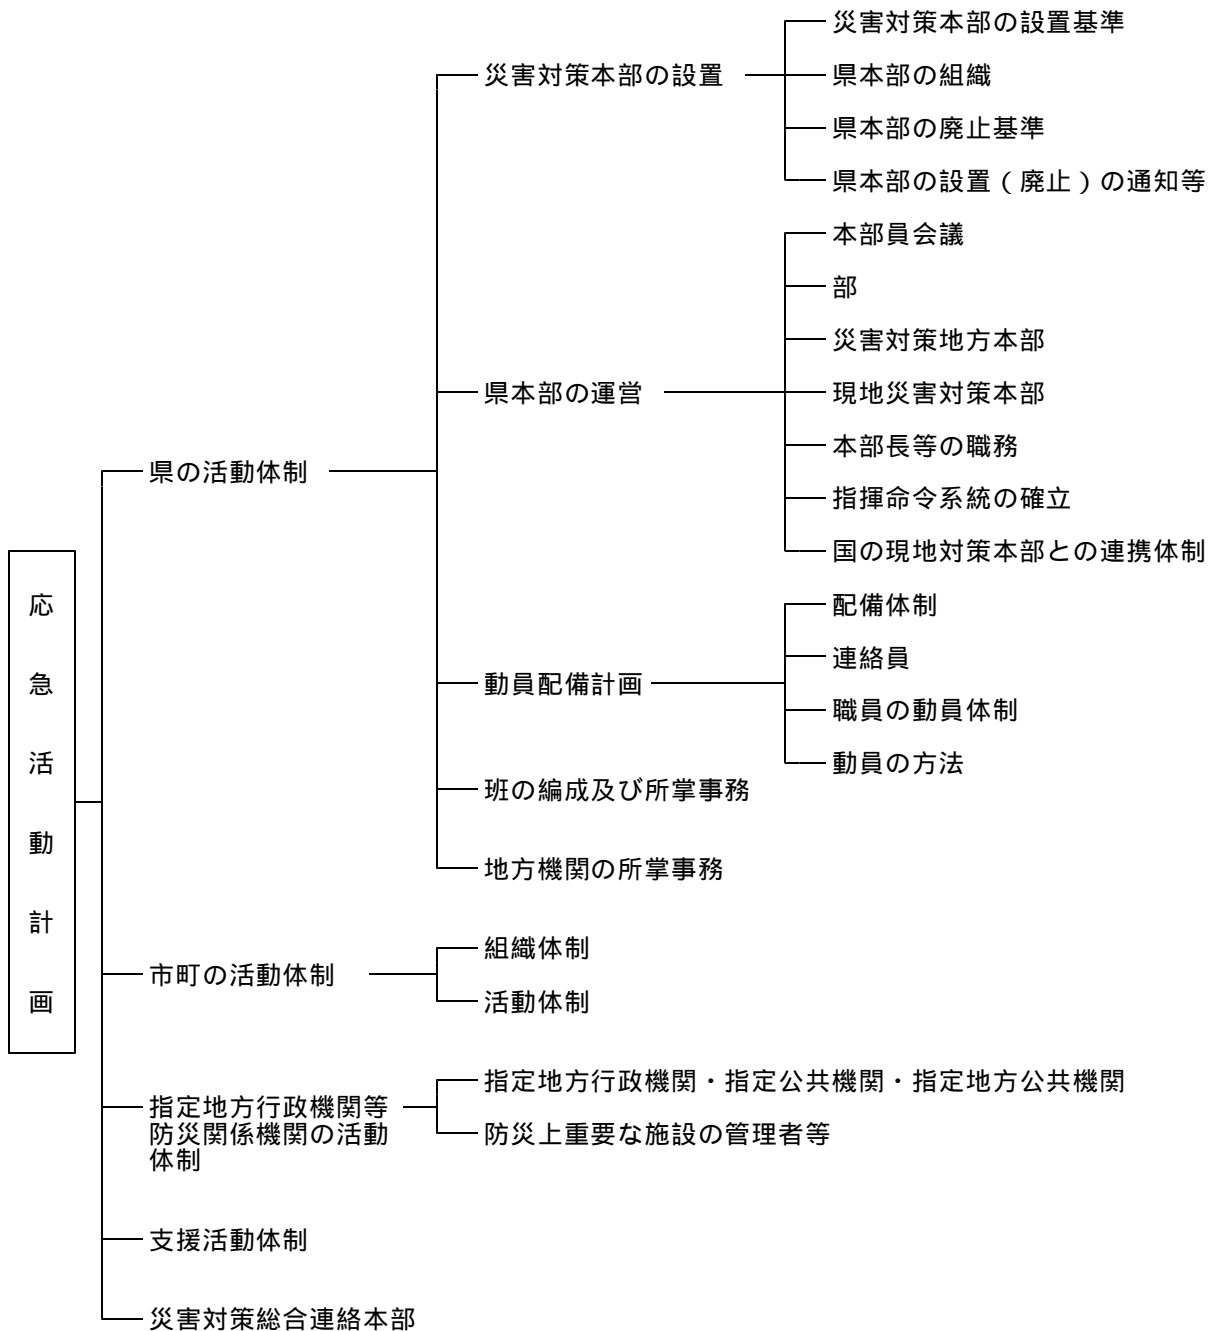 応急活動計画
県の活動体制
災害対策本部の設置
災害対策本部の設置基準
県本部の組織
県本部の廃止基準
県本部の設置(廃止)の通知等
県本部の運営
本部員会議
部
災害対策地方本部
現地災害対策本部
本部長等の職務
指揮命令系統の確立
国の現地対策本部との連携体制
動員配備計画
配備体制
連絡員
職員の動員体制
動員の方法
班の編成及び所掌事務
地方機関の所掌事務
市町の活動体制
組織体制
活動体制
指定地方行政機関等
防災関係機関の活動
体制
指定地方行政機関・指定公共機関・指定地方公共機関
防災上重要な施設の管理者等
支援活動体制
災害対策総合連絡本部